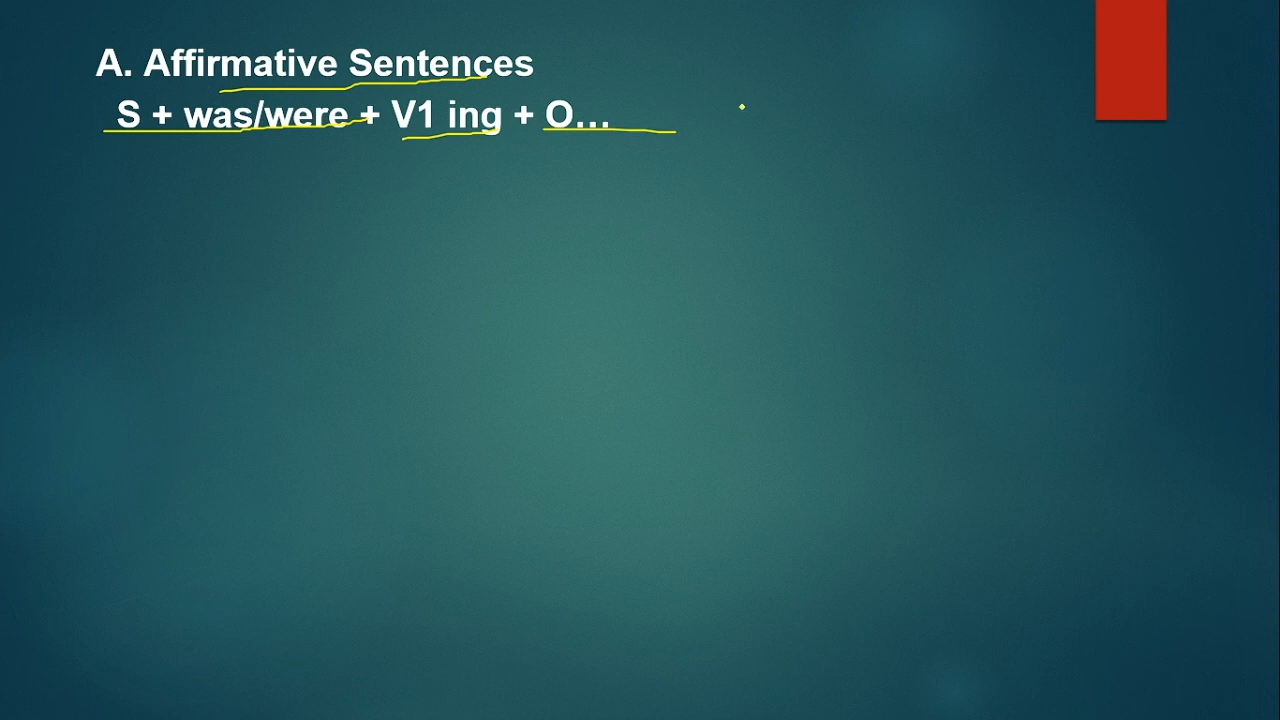 A. Affirmative Sentences
S + was/were + V1 ing + O...